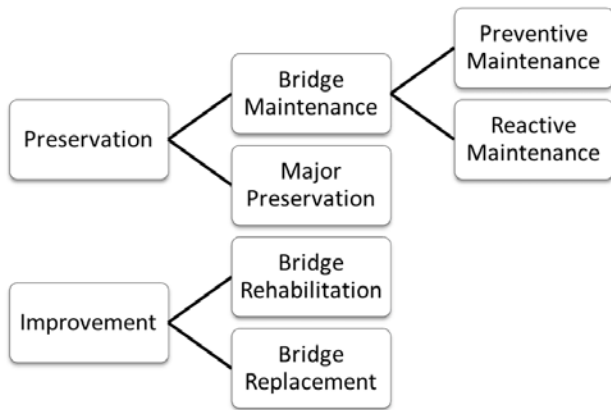 Preservation
Bridge
Maintenance
Preventive
Maintenance
Reactive
Maintenance
Major
Preservation
Improvement
Bridge
Rehabilitation
Bridge
Replacement